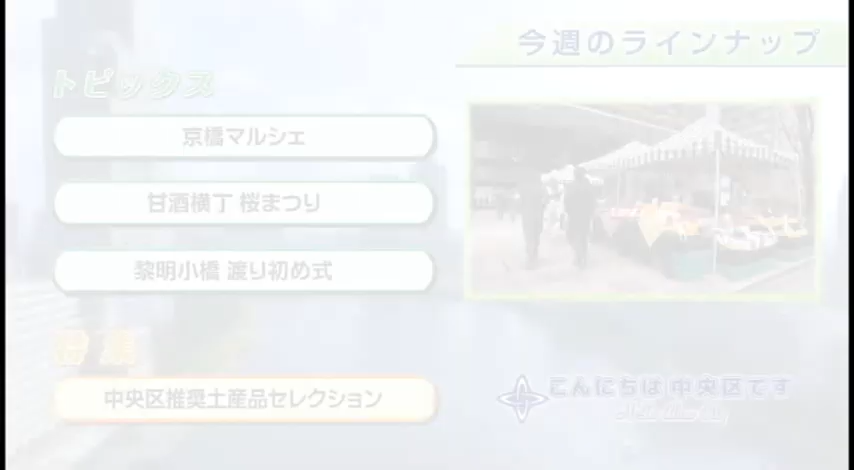 今週のラインナップ
トピックス
京橋マルシェ
甘酒横丁 桜まつり
黎明小橋 渡り初め式
特集
中央区推奨土産品セレクション
こんにちは 中央区です